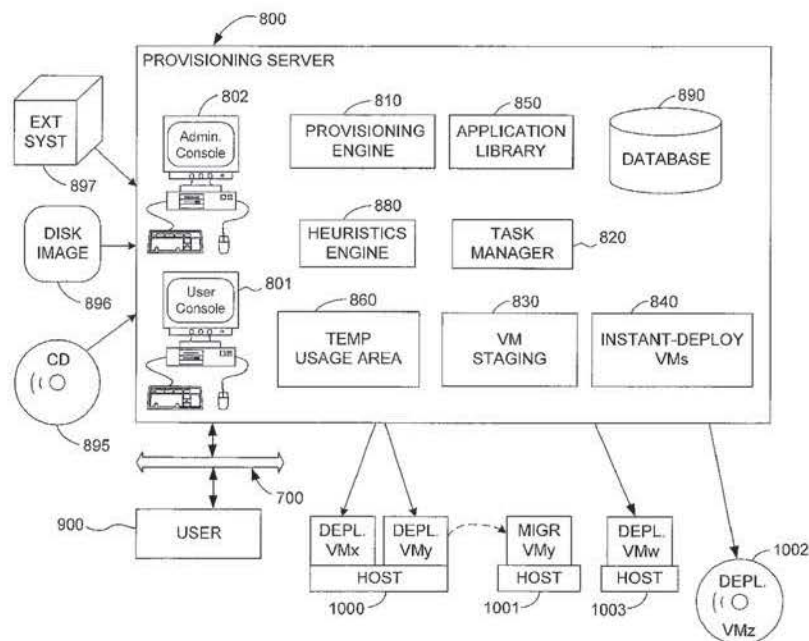 800
PROVISIONING SERVER
EXT
SYST
897
802
Admin.
Console
810
PROVISIONING
ENGINE
850
APPLICATION
LIBRARY
890
DATABASE
DISK
IMAGE
896
880
HEURISTICS
ENGINE
TASK
MANAGER
820
User
Console
801
CD
895
860
TEMP
USAGE AREA
830
VM
STAGING
840
INSTANT-DEPLOY
VMs
700
900
USER
DEPL.
VMx
DEPL.
VMy
HOST
1000
MIGR
VMy
HOST
1001
DEPL.
VMw
HOST
1003
1002
DEPL.
VMz